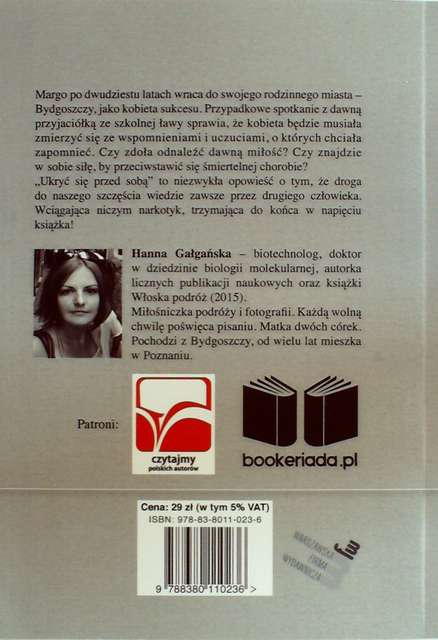 Margo po dwudziestu latach wraca do swojego rodzinnego miasta –
Bydgoszczy, jako kobieta sukcesu. Przypadkowe spotkanie z dawną
przyjaciółką ze szkolnej ławy sprawia, że kobieta będzie musiała
zmierzyć się ze wspomnieniami i uczuciami, o których chciała
zapomnieć. Czy zdoła odnaleźć dawną miłość? Czy znajdzie
w sobie siłę, by przeciwstawić się śmiertelnej chorobie?
„Ukryć się przed sobą” to niezwykła opowieść o tym, że droga
do naszego szczęścia wiedzie zawsze przez drugiego człowieka.
Wciągająca niczym narkotyk, trzymająca do końca w napięciu
książka!
Hanna Gałgańska – biotechnolog, doktor
w dziedzinie biologii molekularnej, autorka
licznych publikacji naukowych oraz książki
Włoska podróż (2015).
Miłośniczka podróży i fotografii. Każdą wolną
chwilę poświęca pisaniu. Matka dwóch córek.
Pochodzi z Bydgoszczy, od wielu lat mieszka
w Poznaniu.
Patroni:
czytajmy
polskich autorów
bookeriada.pl
Cena: 29 zł (w tym 5% VAT)
ISBN: 978-83-8011-023-6
9 788380 110236 >
WARSZAWSKA
FIRMA
WYDAWNICZA
fw